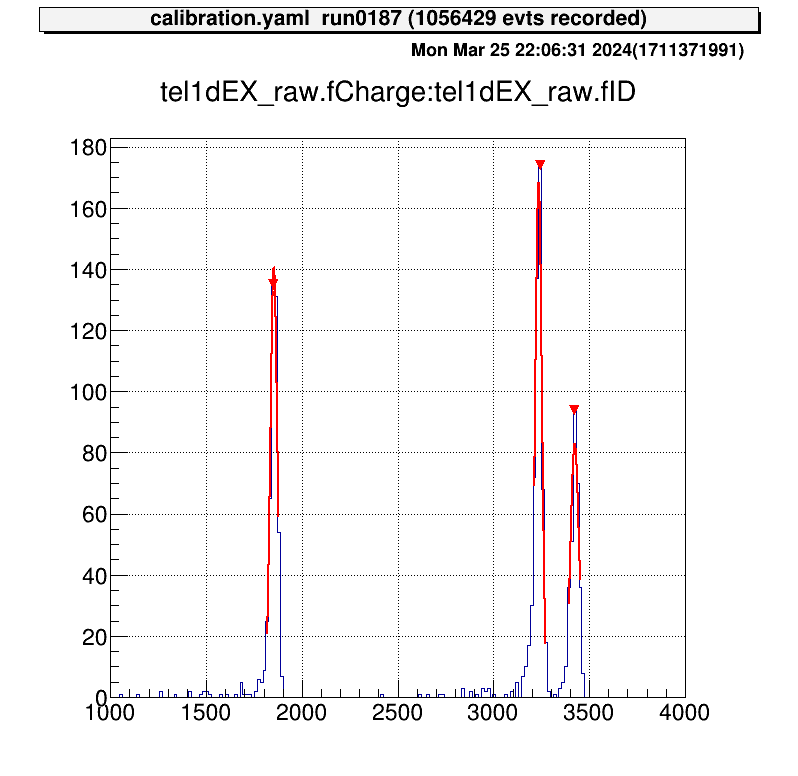 calibration.yaml run0187 (1056429 evts recorded)
Mon Mar 25 22:06:31 2024(1711371991)
tel1dEX_raw.fCharge:tel1dEX_raw.fID
180
160
140
120
100
80
60
40
20
0
1000 1500 2000 2500 3000 3500 4000